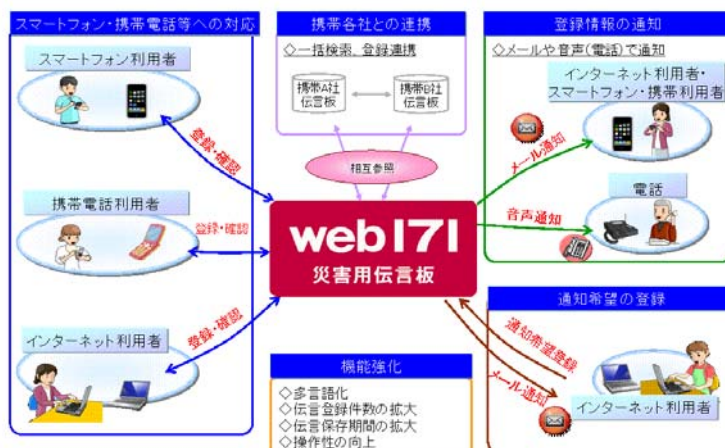 スマートフォン・携帯電話等への対応
スマートフォン利用者
登録・確認
携帯電話利用者
登録・確認
インターネット利用者
登録・確認
携帯各社との連携
◇一括検索、登録連携
携帯A社
伝言板
携帯B社
伝言板
相互参照
web171
災害用伝言板
機能強化
◇多言語化
◇伝言登録件数の拡大
◇伝言保存期間の拡大
◇操作性の向上
登録情報の通知
◇メールや音声(電話)で通知
インターネット利用者・
スマートフォン・携帯利用者
メール通知
電話
音声通知
通知希望の登録
通知希望登録
メール通知
インターネット利用者